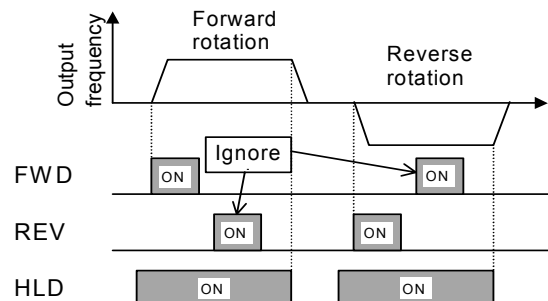 Forward
rotation
Output
frequency
Reverse
rotation
Ignore
FWD
ON
ON
REV
ON
ON
HLD
ON
ON